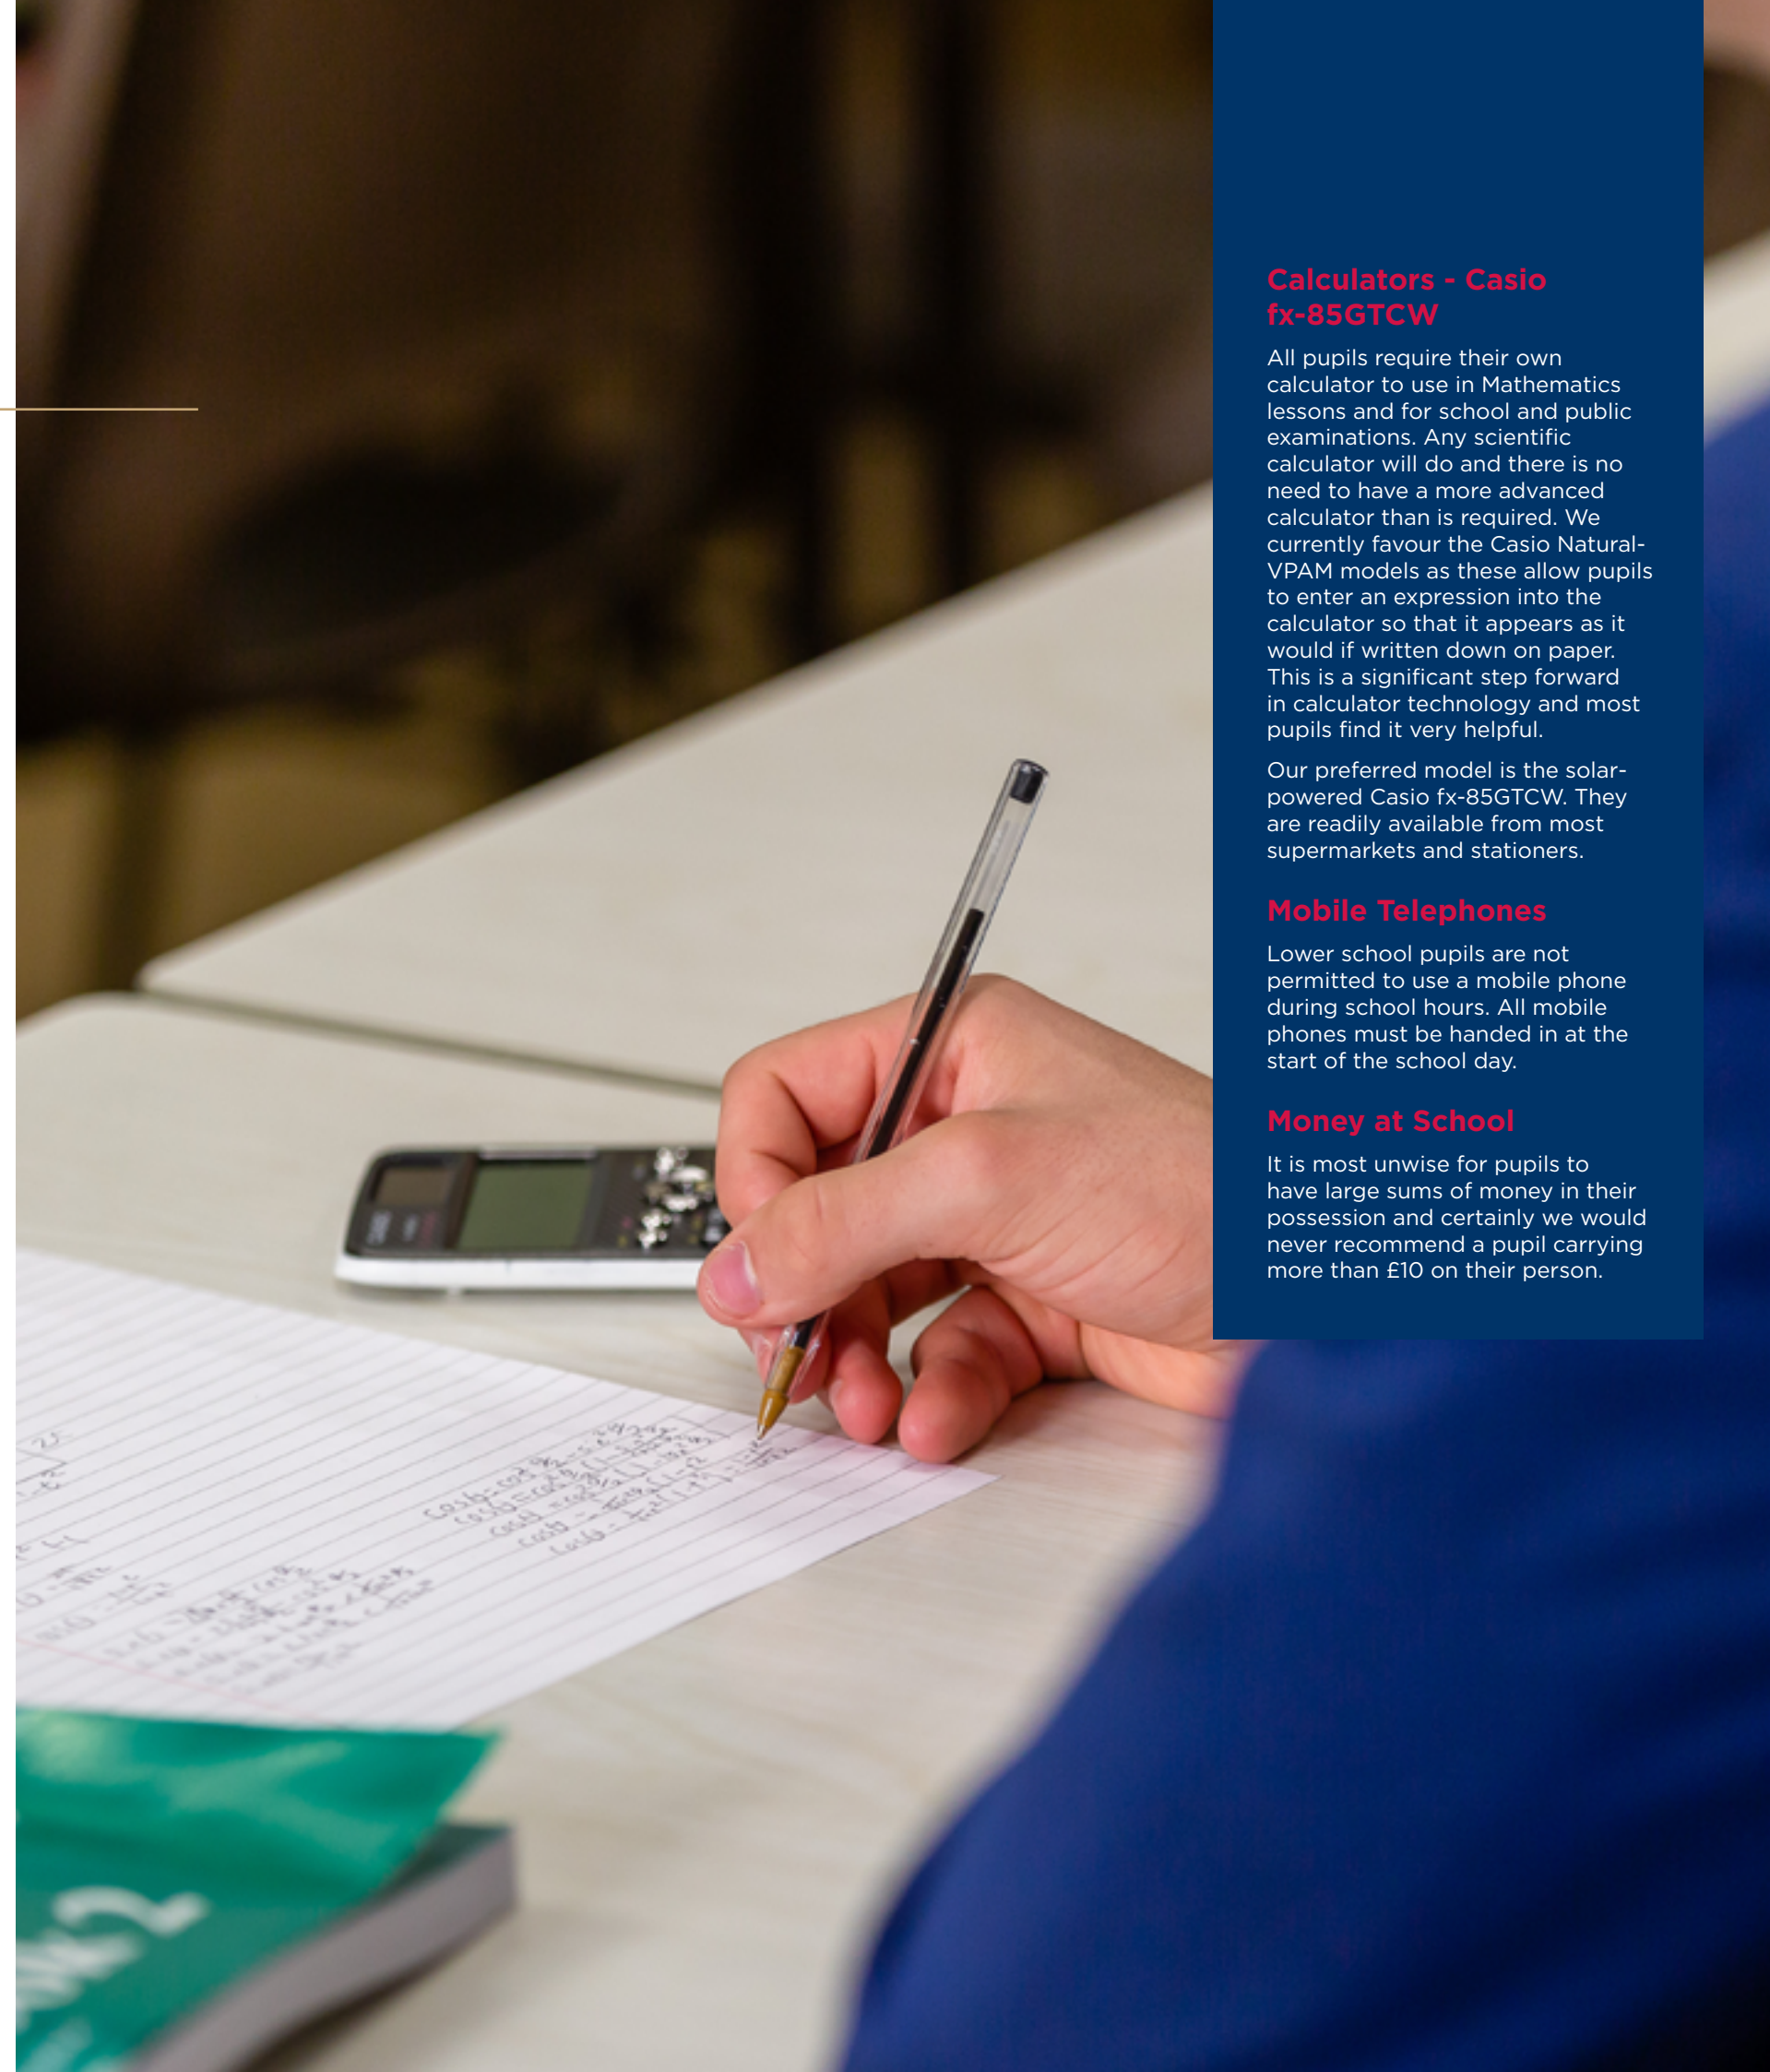 Calculators - Casio
fx-85GTCW
All pupils require their own
calculator to use in Mathematics
lessons and for school and public
examinations. Any scientific
calculator will do and there is no
need to have a more advanced
calculator than is required. We
currently favour the Casio Natural-
VPAM models as these allow pupils
to enter an expression into the
calculator so that it appears as it
would if written down on paper.
This is a significant step forward
in calculator technology and most
pupils find it very helpful.
Our preferred model is the solar-
powered Casio fx-85GTCW. They
are readily available from most
supermarkets and stationers.
Mobile Telephones
Lower school pupils are not
permitted to use a mobile phone
during school hours. All mobile
phones must be handed in at the
start of the school day.
Money at School
It is most unwise for pupils to
have large sums of money in their
possession and certainly we would
never recommend a pupil carrying
more than £10 on their person.